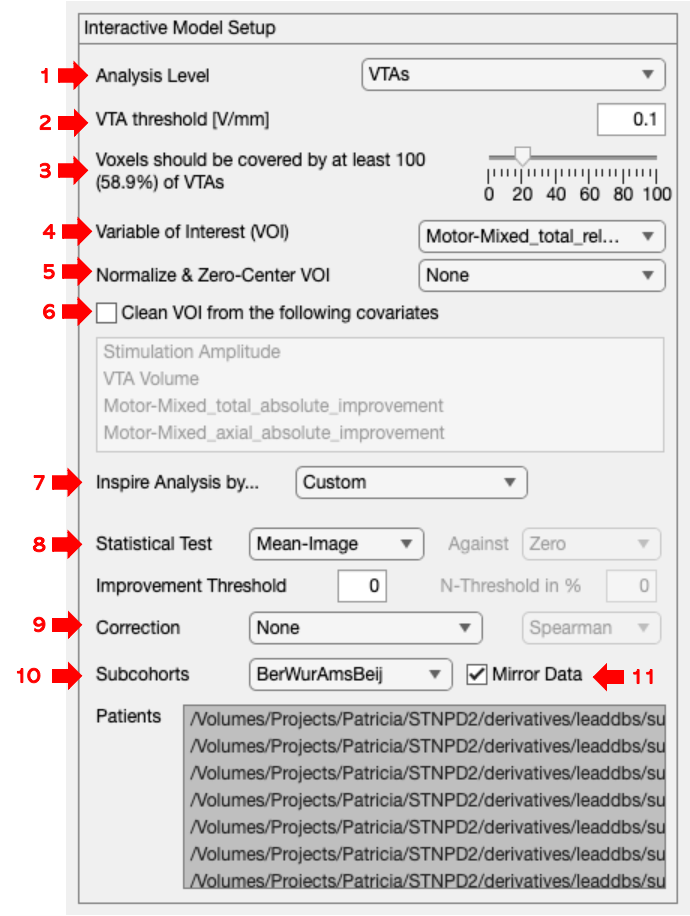 Interactive Model Setup
1 Analysis Level VTAs
2 VTA threshold [V/mm] 0.1
3 Voxels should be covered by at least 100
(58.9%) of VTAs
0 20 40 60 80 100
4 Variable of Interest (VOI) Motor-Mixed_total_rel...
5 Normalize & Zero-Center VOI None
6 Clean VOI from the following covariates
Stimulation Amplitude
VTA Volume
Motor-Mixed_total_absolute_improvement
Motor-Mixed_axial_absolute_improvement
7 Inspire Analysis by... Custom
8 Statistical Test Mean-Image Against Zero
Improvement Threshold 0 N-Threshold in % 0
9 Correction None Spearman
10 Subcohorts BerWurAmsBeij Mirror Data 11
Patients /Volumes/Projects/Patricia/STNPD2/derivatives/leaddbs/su
/Volumes/Projects/Patricia/STNPD2/derivatives/leaddbs/su
/Volumes/Projects/Patricia/STNPD2/derivatives/leaddbs/su
/Volumes/Projects/Patricia/STNPD2/derivatives/leaddbs/su
/Volumes/Projects/Patricia/STNPD2/derivatives/leaddbs/su
/Volumes/Projects/Patricia/STNPD2/derivatives/leaddbs/su
/Volumes/Projects/Patricia/STNPD2/derivatives/leaddbs/su